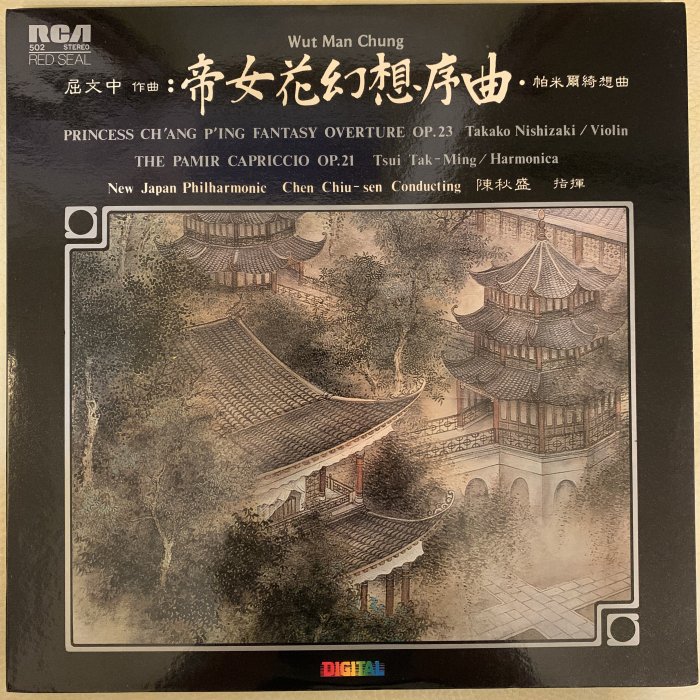 RCA
502 STEREO
RED SEAL
Wut Man Chung
屈文中 作曲：帝女花幻想序曲·帕米爾綺想曲
PRINCESS CH'ANG P'ING FANTASY OVERTURE OP.23 Takako Nishizaki/Violin
THE PAMIR CAPRICCIO OP.21 Tsui Tak-Ming/Harmonica
New Japan Philharmonic Chen Chiu-sen Conducting 陳秋盛 指揮
DIGITAL